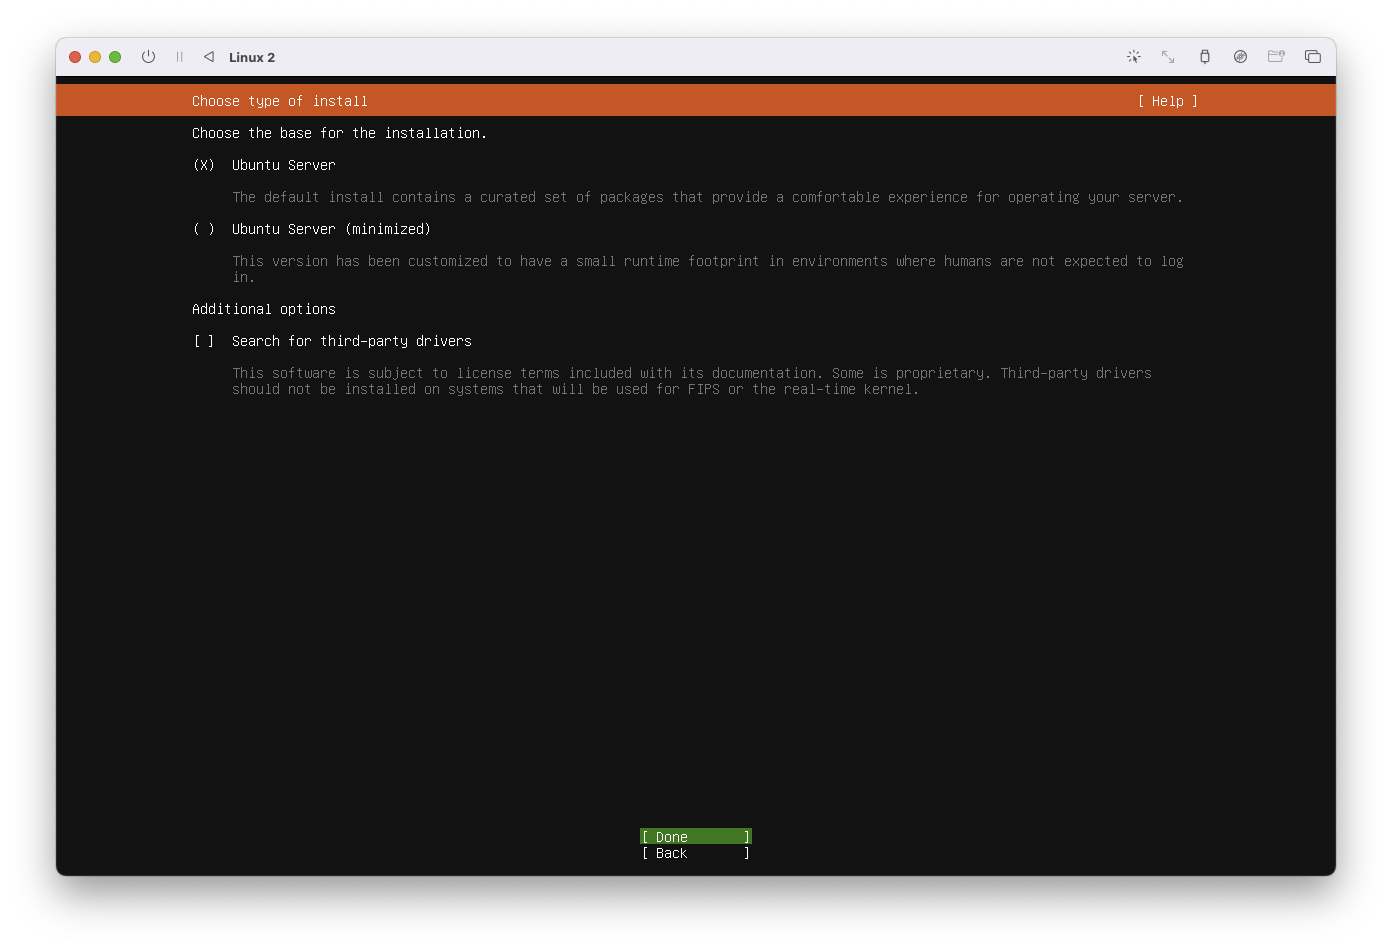 Linux 2
Choose type of install [ Help ]
Choose the base for the installation.
(X) Ubuntu Server
The default install contains a curated set of packages that provide a comfortable experience for operating your server.
( ) Ubuntu Server (minimized)
This version has been customized to have a small runtime footprint in environments where humans are not expected to log
in.
Additional options
[ ] Search for third-party drivers
This software is subject to license terms included with its documentation. Some is proprietary. Third-party drivers
should not be installed on systems that will be used for FIPS or the real-time kernel.
[ Done ]
[ Back ]